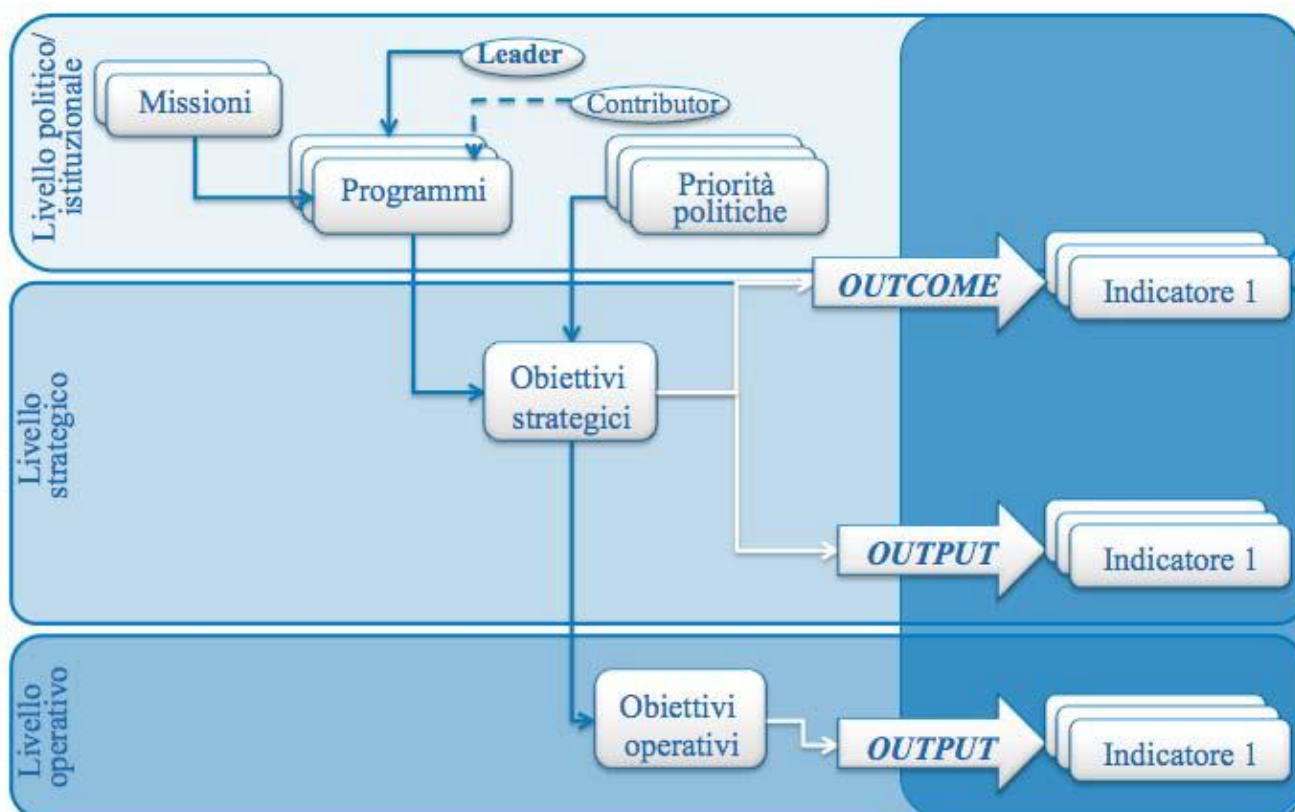 Livello politico/
istituzionale
Missioni
Leader
Contributor
Programmi
Priorità
politiche
OUTCOME
Indicatore 1
Livello
strategico
Obiettivi
strategici
OUTPUT
Indicatore 1
Livello
operativo
Obiettivi
operativi
OUTPUT
Indicatore 1